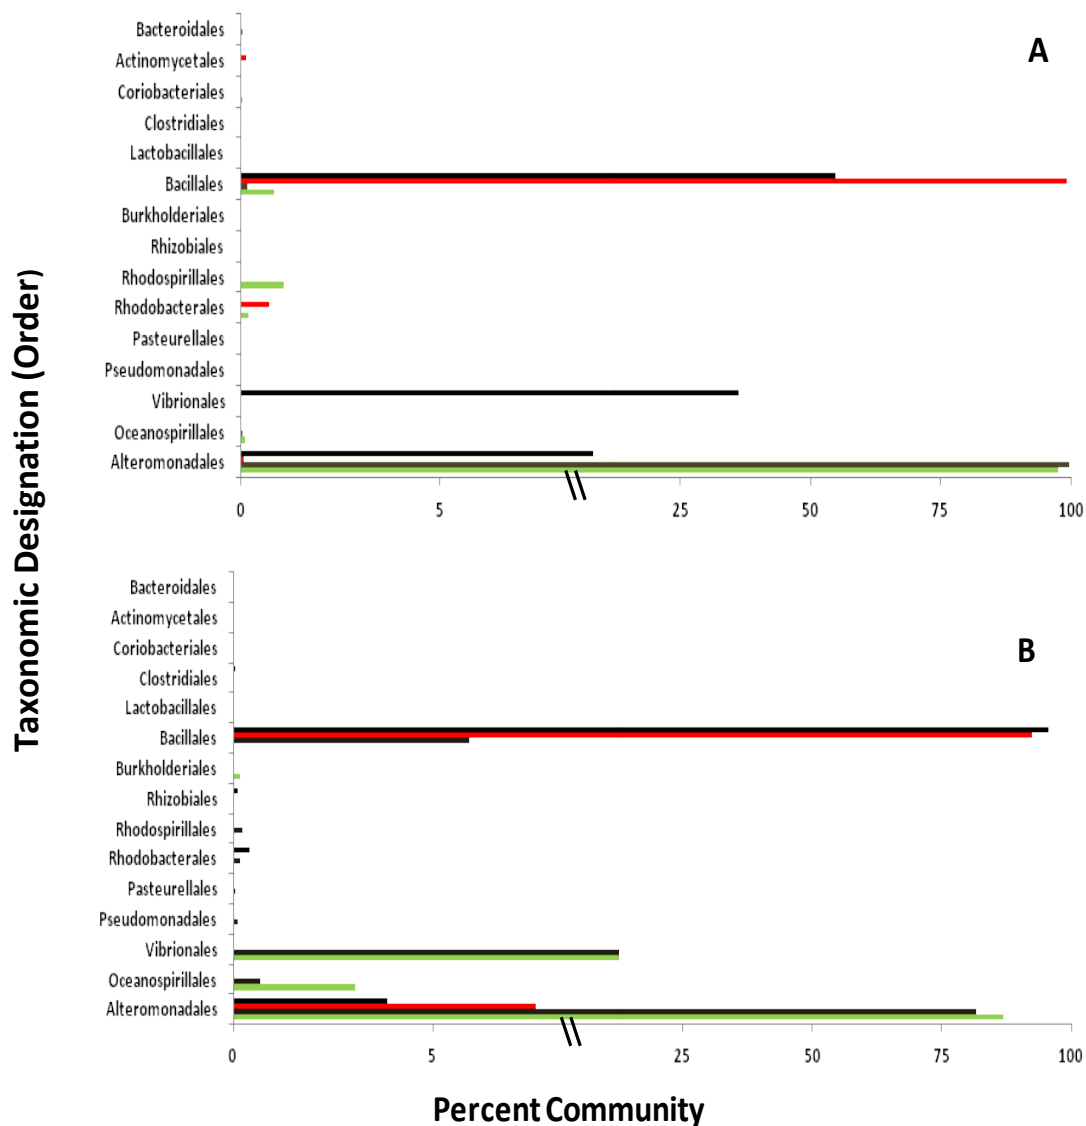 Taxonomic Designation (Order)
A
Bacteroidales
Actinomycetales
Coriobacteriales
Clostridiales
Lactobacillales
Bacillales
Burkholderiales
Rhizobiales
Rhodospirillales
Rhodobacterales
Pasteurellales
Pseudomonadales
Vibrionales
Oceanospirillales
Alteromonadales
0 5 25 50 75 100
B
Bacteroidales
Actinomycetales
Coriobacteriales
Clostridiales
Lactobacillales
Bacillales
Burkholderiales
Rhizobiales
Rhodospirillales
Rhodobacterales
Pasteurellales
Pseudomonadales
Vibrionales
Oceanospirillales
Alteromonadales
0 5 25 50 75 100
Percent Community